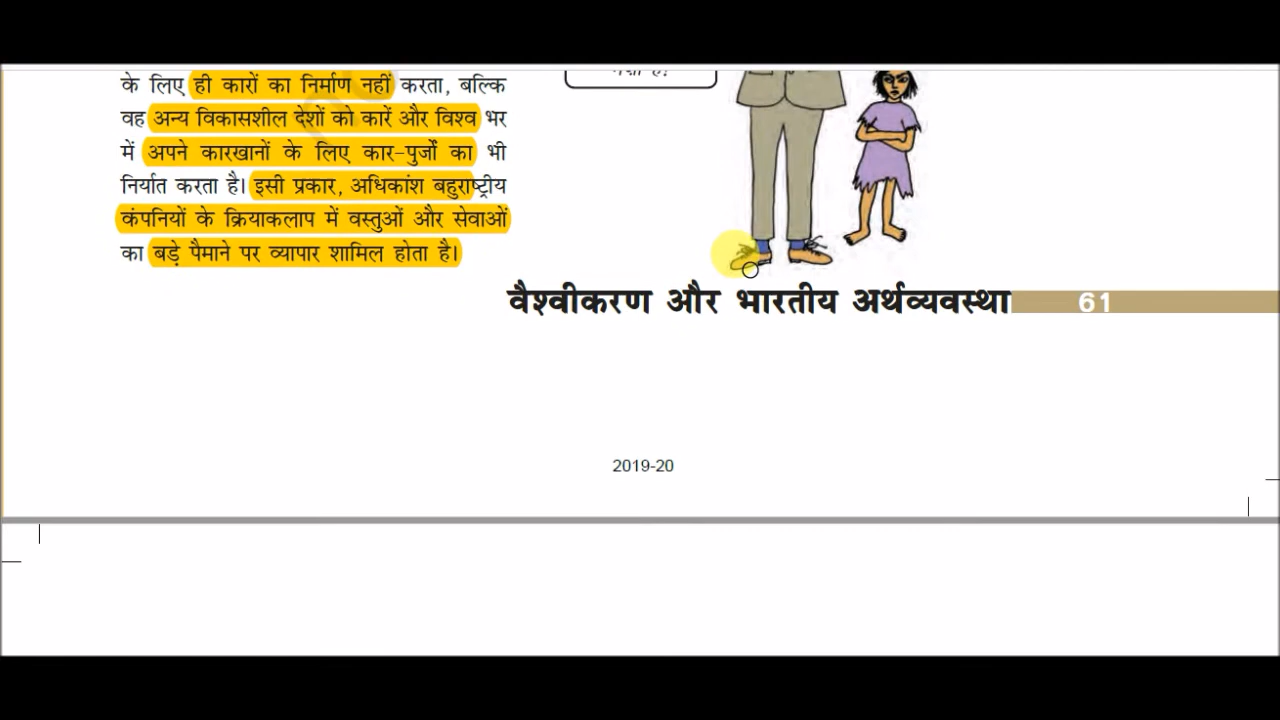 के लिए ही कारों का निर्माण नहीं करता, बल्कि
वह अन्य विकासशील देशों को कारें और विश्व भर
में अपने कारखानों के लिए कार-पुर्जों का भी
निर्यात करता है। इसी प्रकार, अधिकांश बहुराष्ट्रीय
कंपनियों के क्रियाकलाप में वस्तुओं और सेवाओं
का बड़े पैमाने पर व्यापार शामिल होता है।
वैश्वीकरण और भारतीय अर्थव्यवस्था 61
2019-20